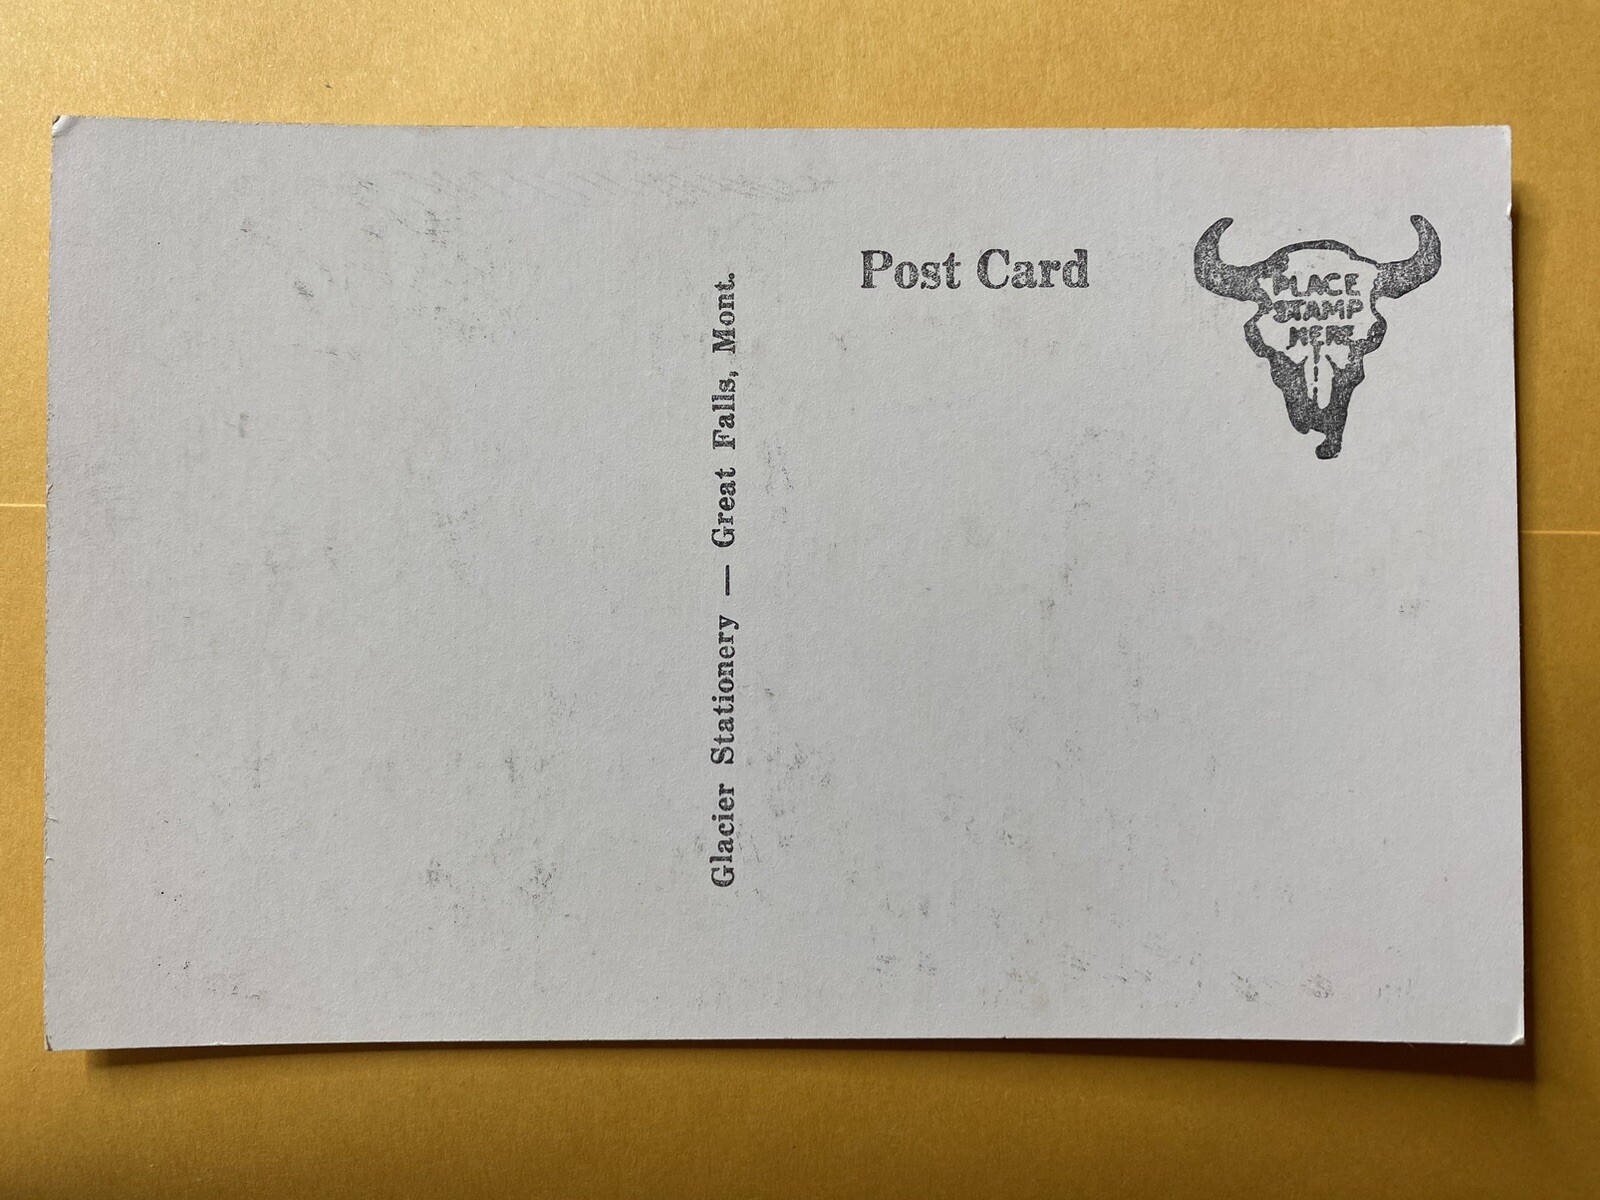 Glacier Stationery — Great Falls, Mont.
Post Card
PLACE
STAMP
HERE